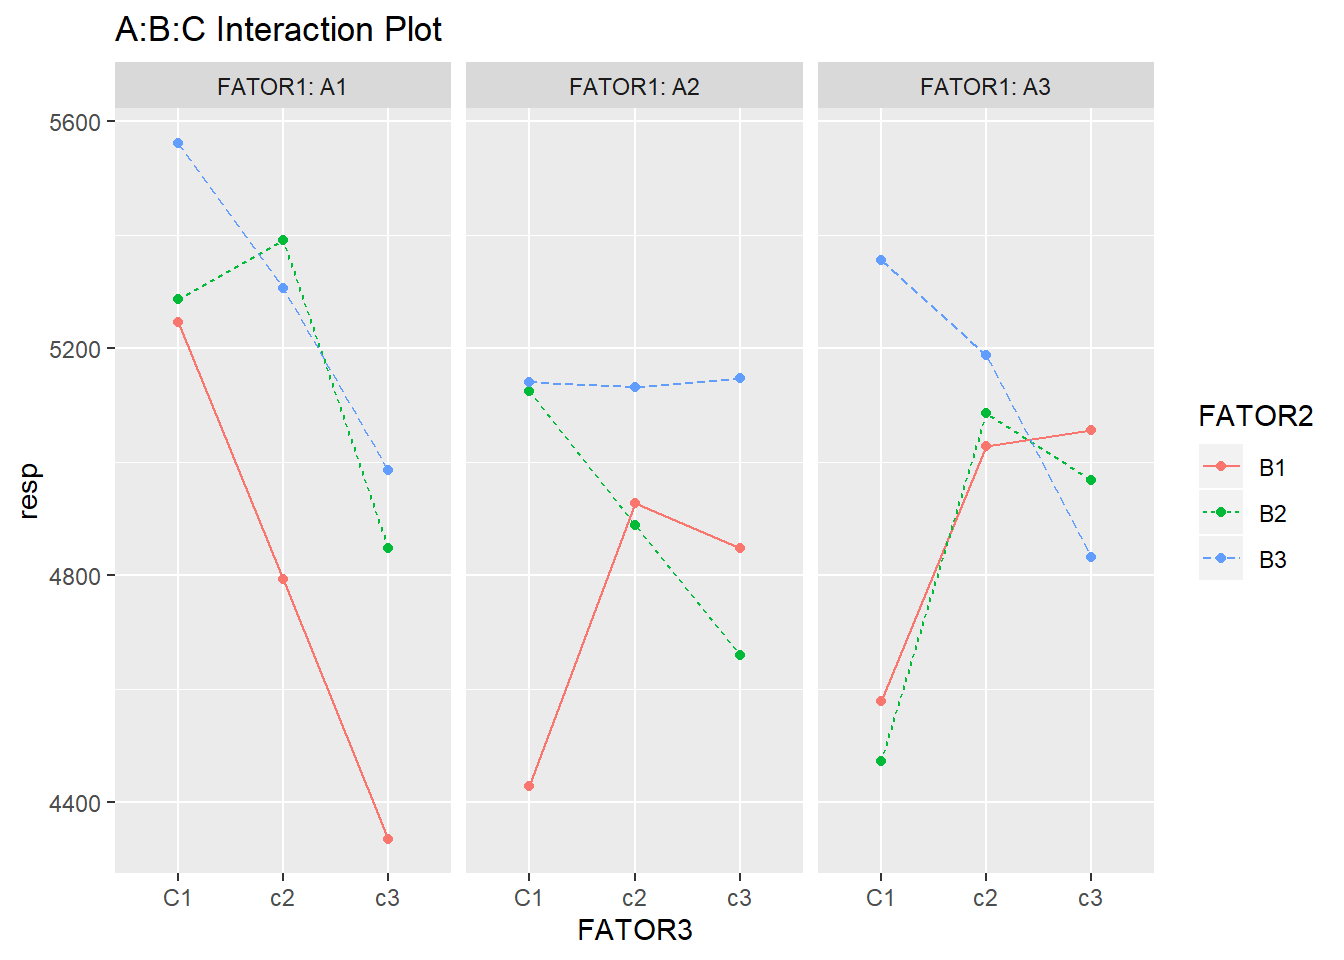 A:B:C Interaction Plot
FATOR1: A1
FATOR1: A2
FATOR1: A3
5600
5200
4800
4400
resp
C1
c2
c3
C1
c2
c3
C1
c2
c3
FATOR3
FATOR2
B1
B2
B3